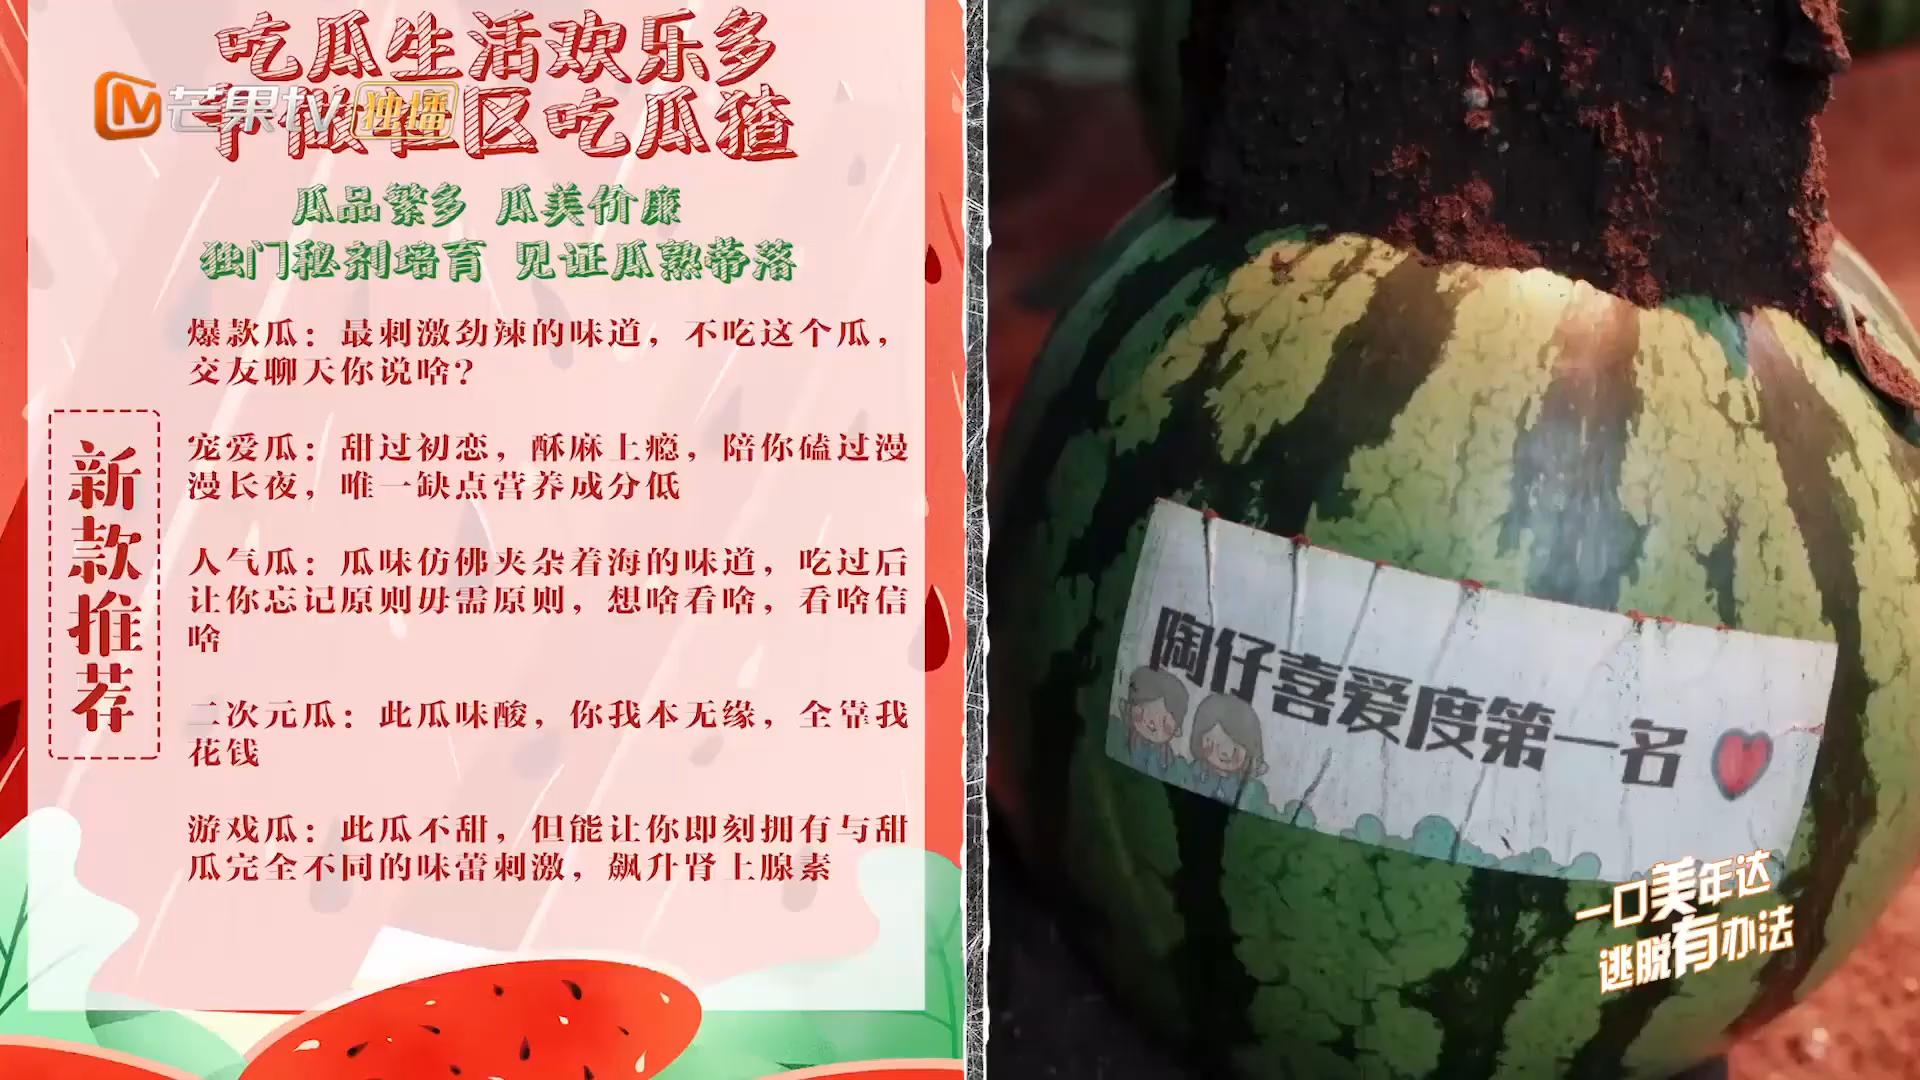 吃瓜生活欢乐多
区吃瓜猹
芒果tv 独播
瓜品繁多 瓜美价廉
独门秘剂培育 见证瓜熟蒂落
新款推荐
爆款瓜：最刺激劲辣的味道，不吃这个瓜，
交友聊天你说啥？
宠爱瓜：甜过初恋，酥麻上瘾，陪你磕过漫
漫长夜，唯一缺点营养成分低
人气瓜：瓜味仿佛夹杂着海的味道，吃过后
让你忘记原则毋需原则，想啥看啥，看啥信
啥
二次元瓜：此瓜味酸，你我本无缘，全靠我
花钱
游戏瓜：此瓜不甜，但能让你即刻拥有与甜
瓜完全不同的味蕾刺激，飙升肾上腺素
陶仔喜爱度第一名
一口美年达
逃脱有办法